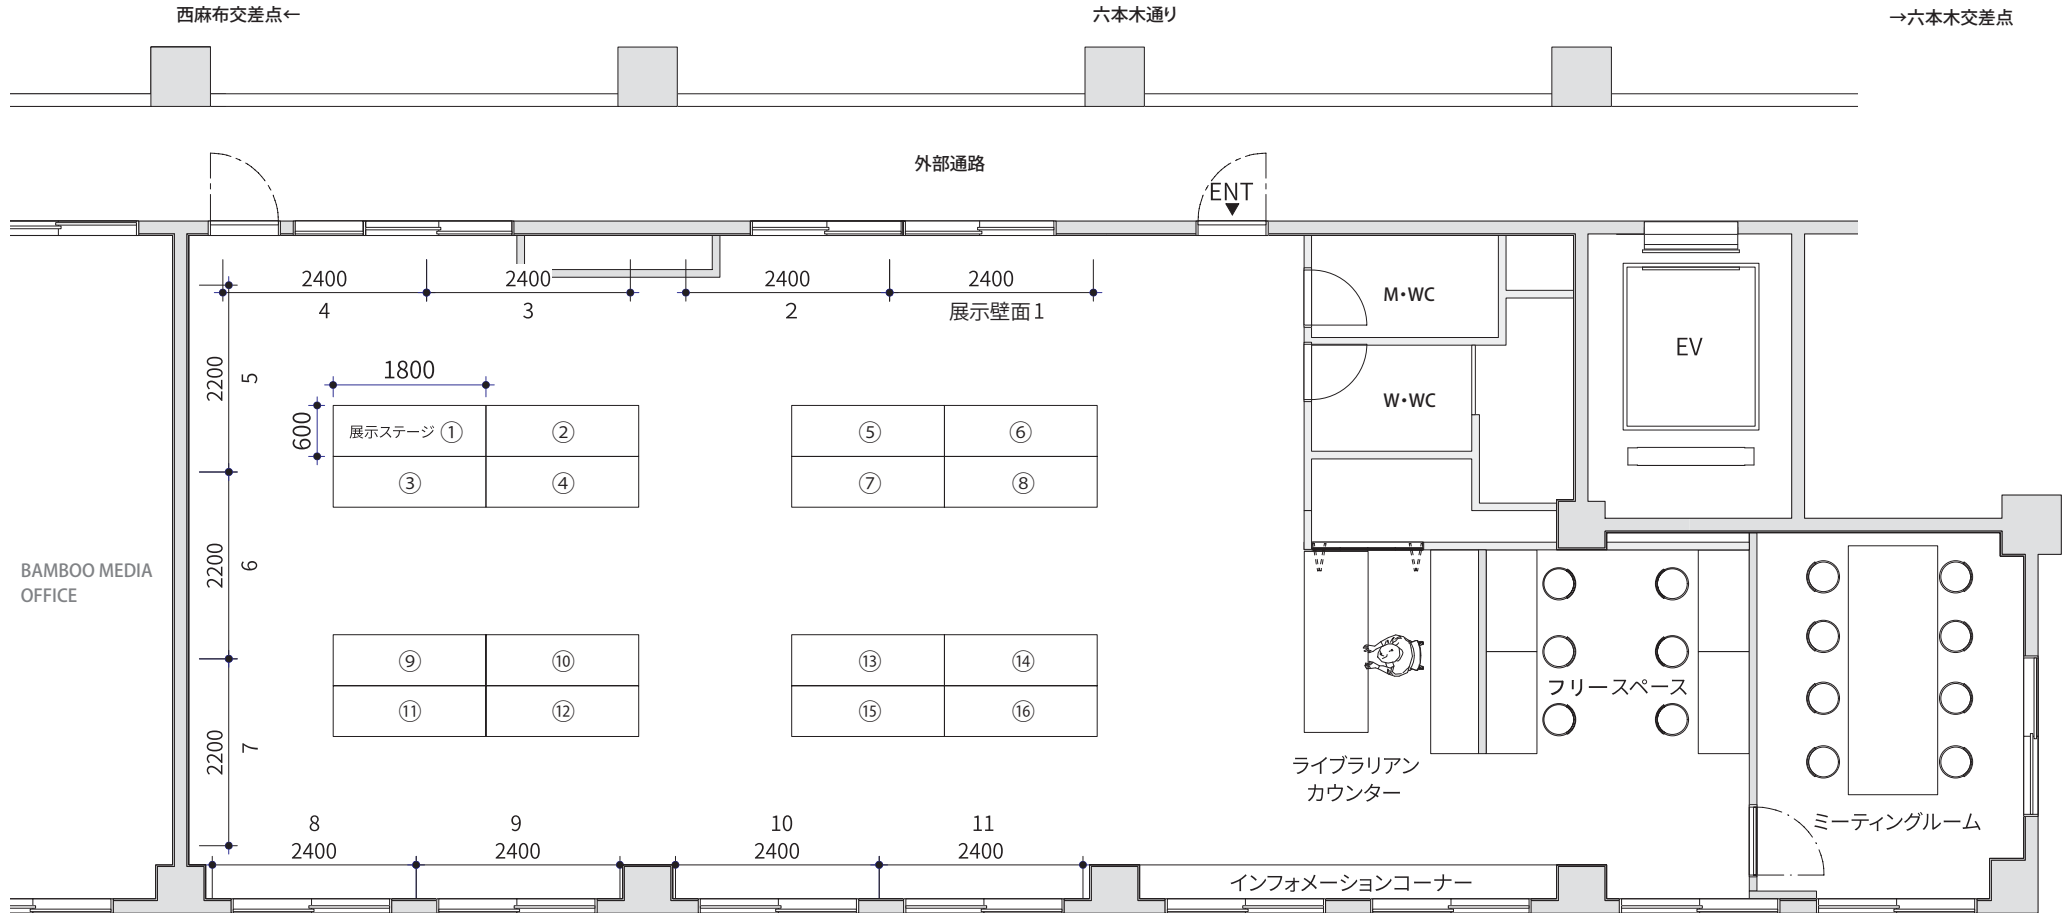 西麻布交差点←
六本木通り
→六本木交差点
外部通路
ENT
2400
2400
2400
2400
4
3
2
展示壁面1
M・WC
EV
2200
5
1800
W・WC
600
展示ステージ ①
②
⑤
⑥
③
④
⑦
⑧
BAMBOO MEDIA
OFFICE
2200
6
⑨
⑩
⑬
⑭
フリースペース
⑪
⑫
⑮
⑯
2200
7
ライブラリアン
カウンター
ミーティングルーム
8
9
10
11
2400
2400
2400
2400
インフォメーションコーナー